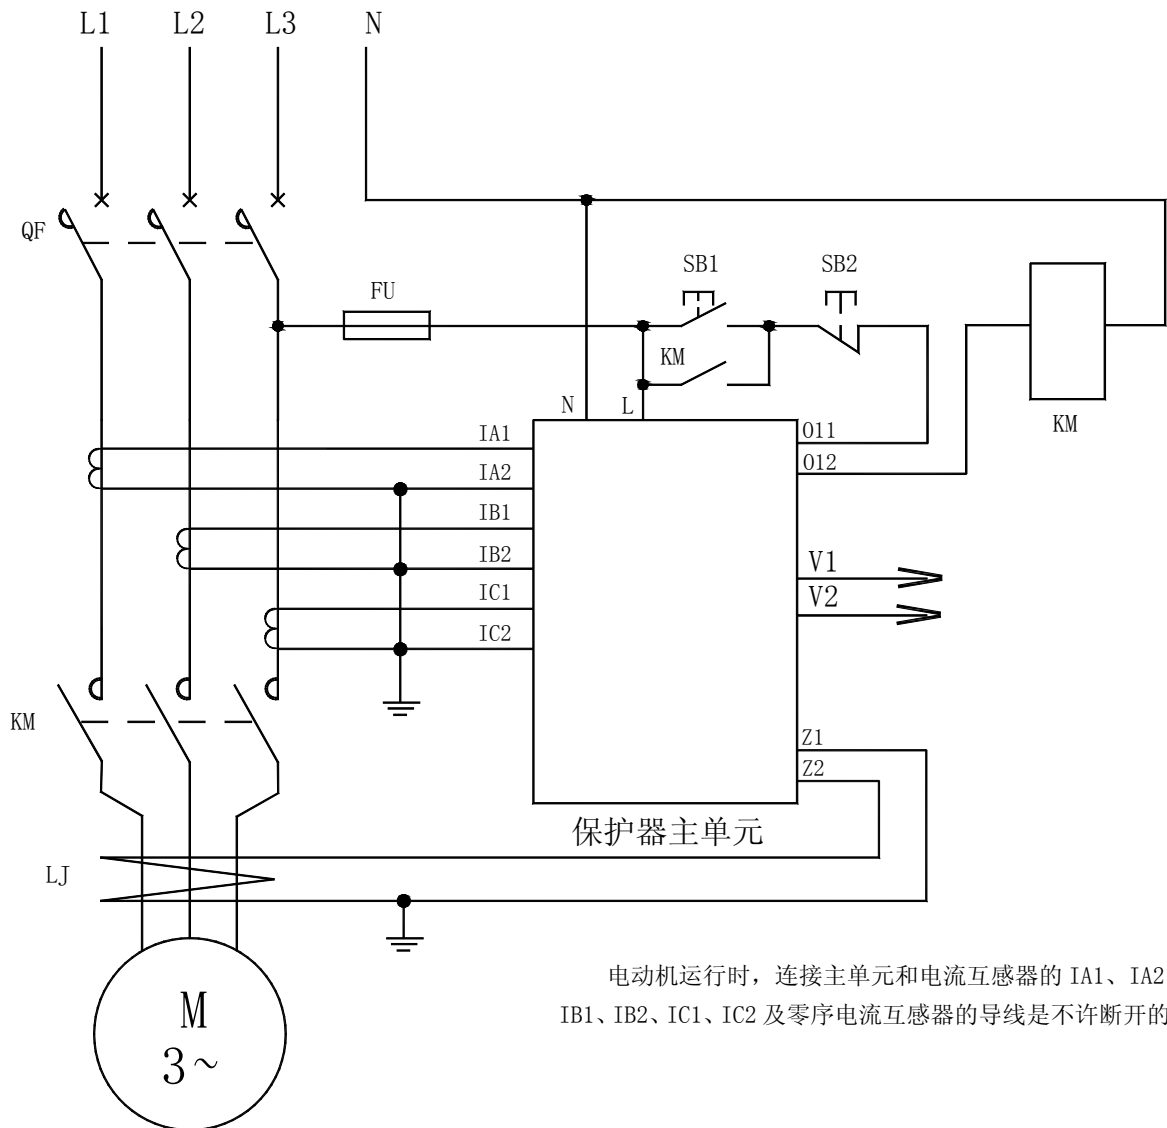 L1 L2 L3 N
QF
SB1 SB2
FU
KM
N L
KM
IA1
O11
IA2
O12
IB1
IB2
V1
IC1
V2
IC2
KM
Z1
Z2
保护器主单元
LJ
电动机运行时，连接主单元和电流互感器的 IA1、IA2
IB1、IB2、IC1、IC2 及零序电流互感器的导线是不许断开的
M
3~